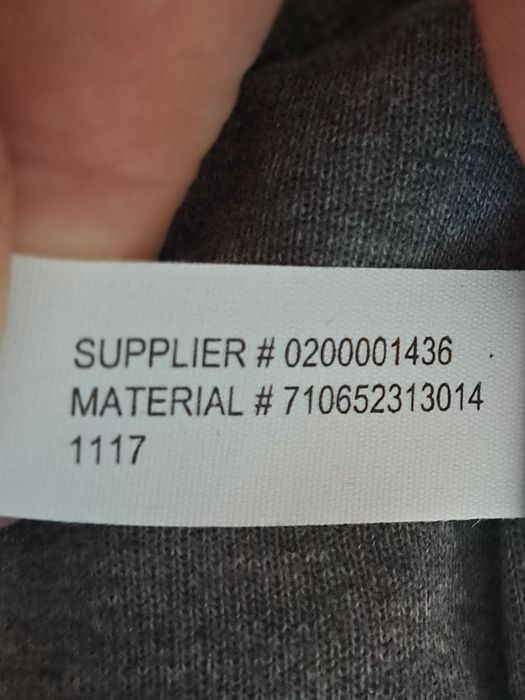 SUPPLIER # 0200001436
MATERIAL # 710652313014
1117